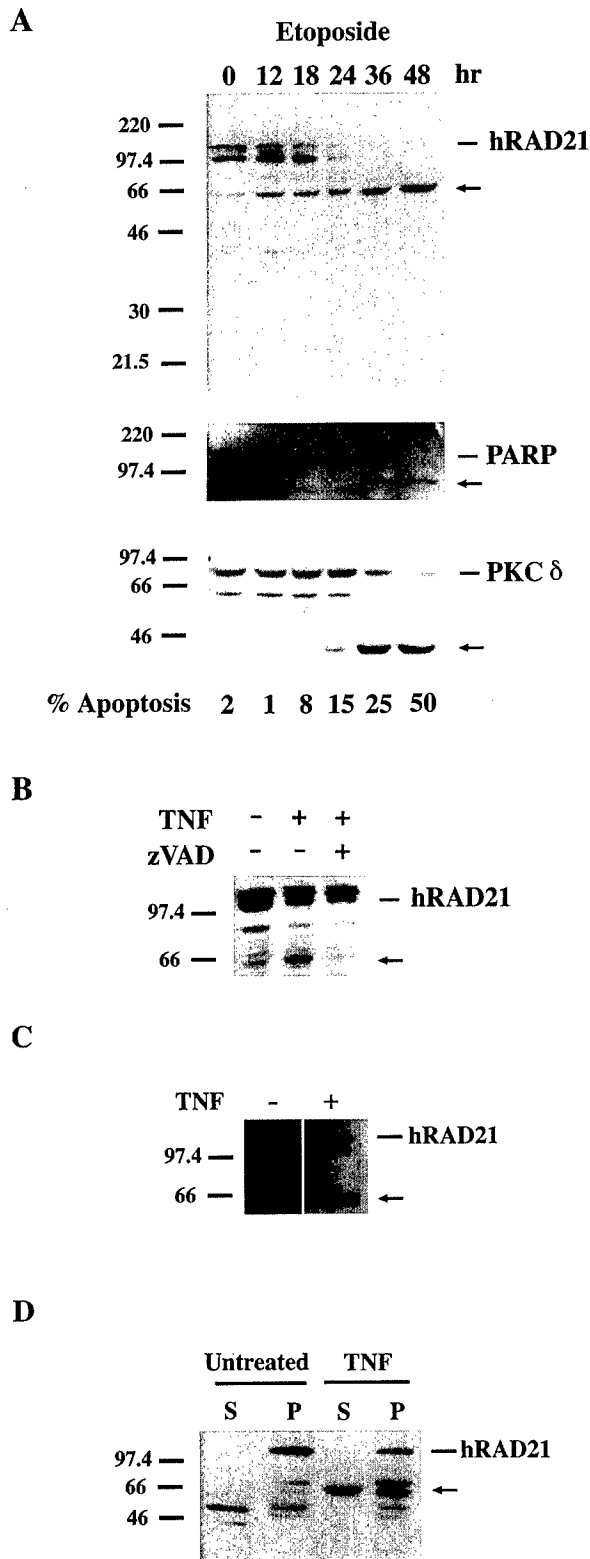 A
Etoposide
0 12 18 24 36 48 hr
220
hRAD21
97.4
66
46
30
21.5
220
PARP
97.4
97.4
PKC δ
66
46
% Apoptosis 2 1 8 15 25 50
B
TNF - + +
zVAD - - +
hRAD21
97.4
66
C
TNF - +
hRAD21
97.4
66
D
Untreated TNF
S P S P
hRAD21
97.4
66
46